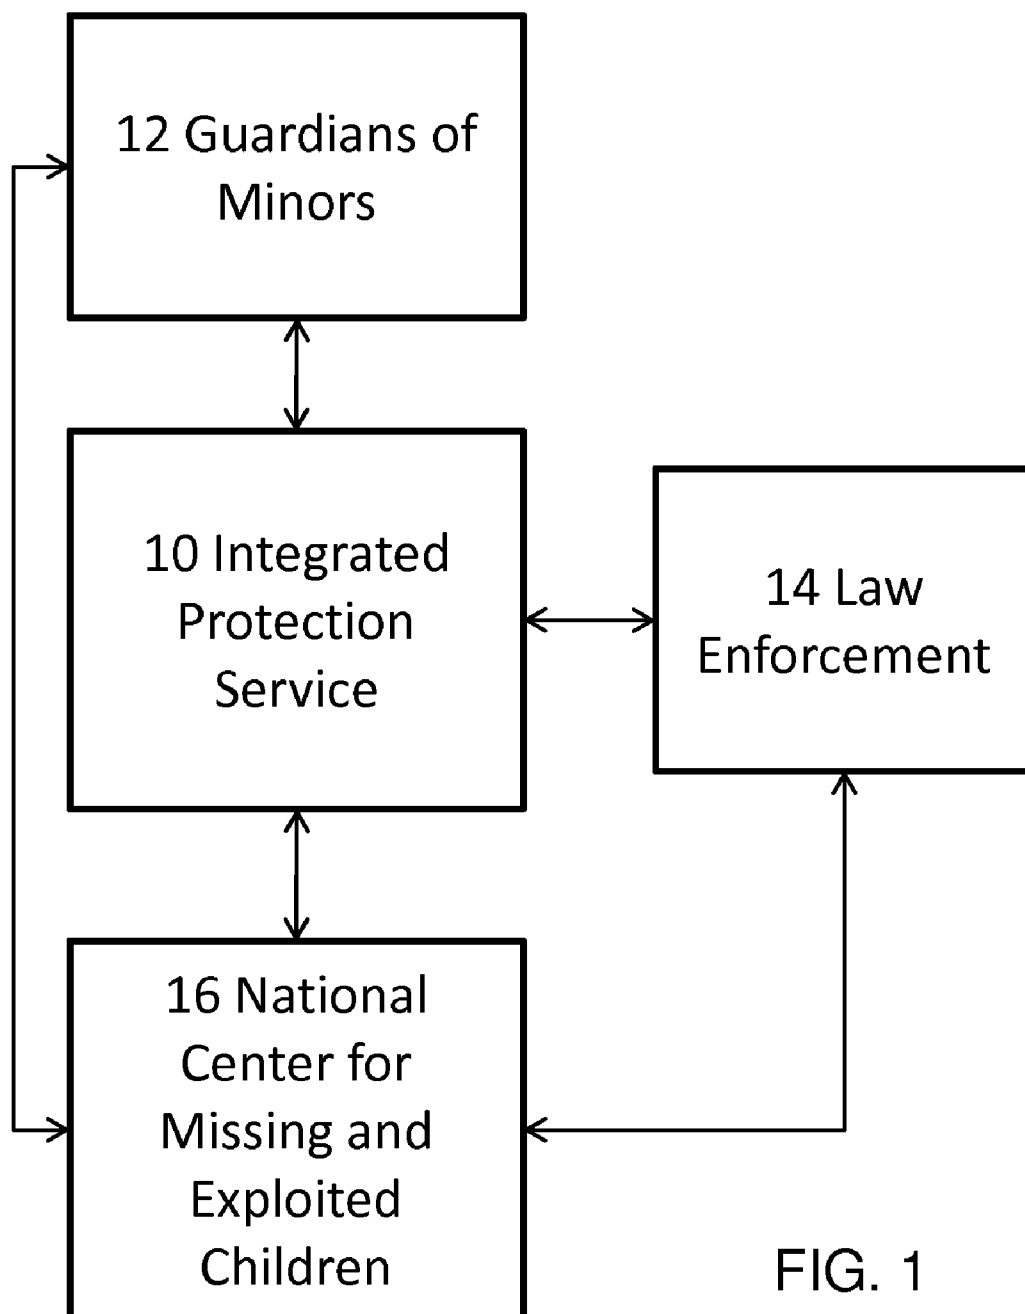 12 Guardians of
Minors
10 Integrated
Protection
Service
14 Law
Enforcement
16 National
Center for
Missing and
Exploited
Children
FIG. 1